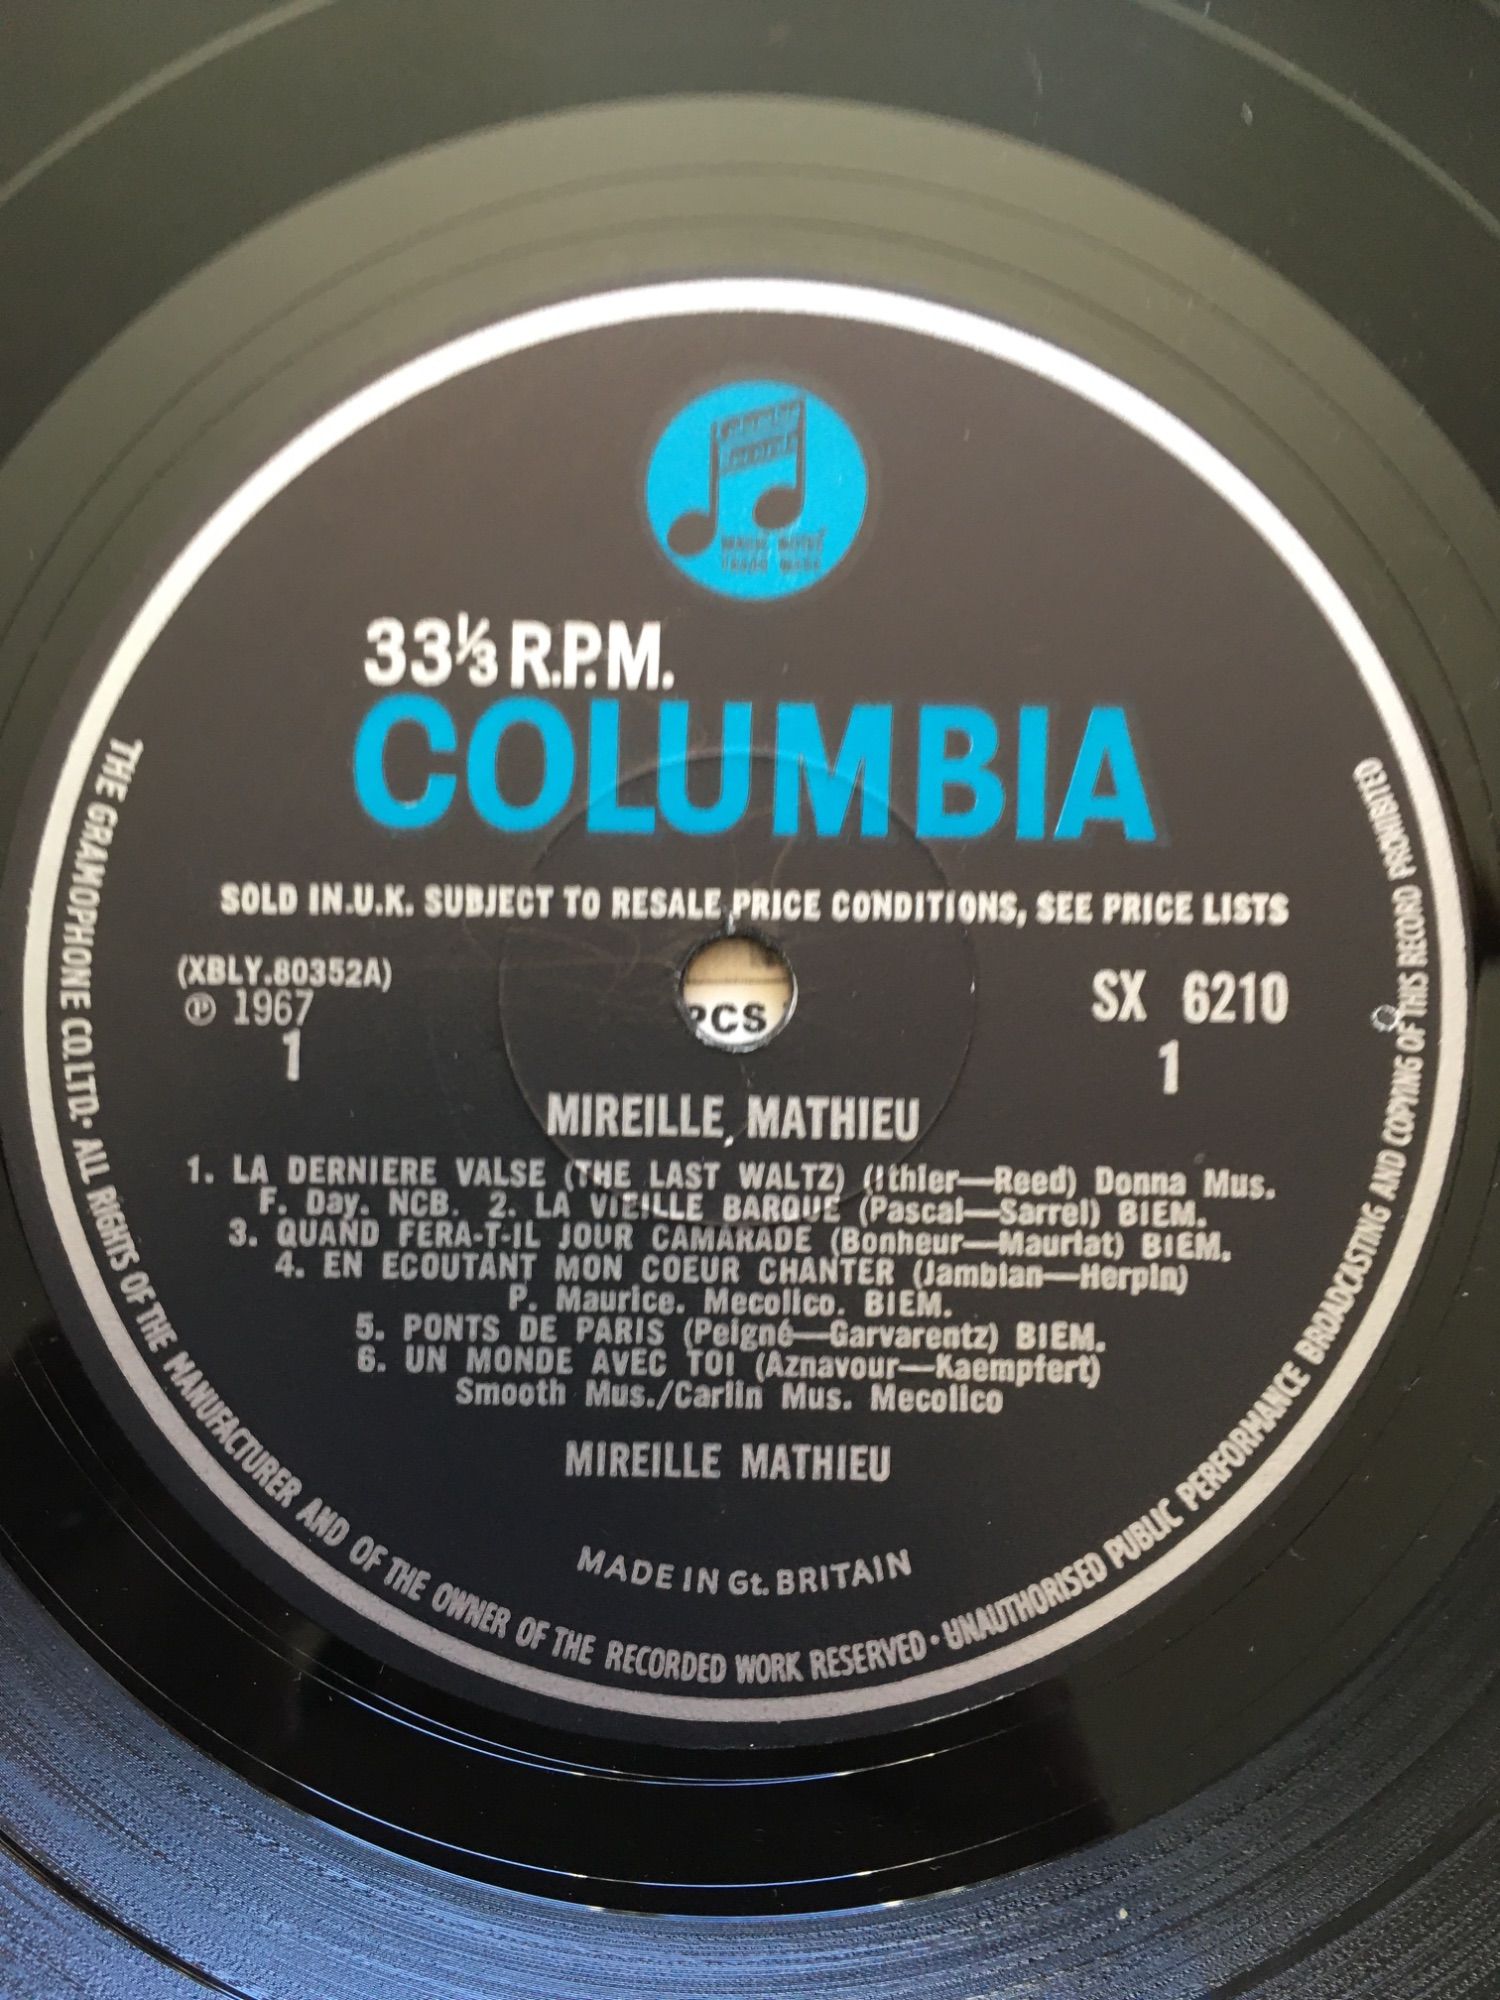 MAGIC NOTES
TRADE MARK
33⅓ R.P.M.
COLUMBIA
SOLD IN.U.K. SUBJECT TO RESALE PRICE CONDITIONS, SEE PRICE LISTS
(XBLY.80352A)
SX 6210
℗ 1967
1
1
PCS
MIREILLE MATHIEU
1. LA DERNIERE VALSE (THE LAST WALTZ) (Ithier—Reed) Donna Mus.
F. Day. NCB. 2. LA VIEILLE BARQUE (Pascal—Sarrel) BIEM.
3. QUAND FERA-T-IL JOUR CAMARADE (Bonheur—Mauriat) BIEM.
4. EN ECOUTANT MON COEUR CHANTER (Jamblan—Herpin)
P. Maurice. Mecolico. BIEM.
5. PONTS DE PARIS (Peigné—Garvarentz) BIEM.
6. UN MONDE AVEC TOI (Aznavour—Kaempfert)
Smooth Mus./Carlin Mus. Mecolico
MIREILLE MATHIEU
MADE IN Gt. BRITAIN
THE GRAMOPHONE CO.LTD. ALL RIGHTS OF THE MANUFACTURER AND OF THE OWNER OF THE RECORDED WORK RESERVED • UNAUTHORISED PUBLIC PERFORMANCE BROADCASTING AND COPYING OF THIS RECORD PROHIBITED